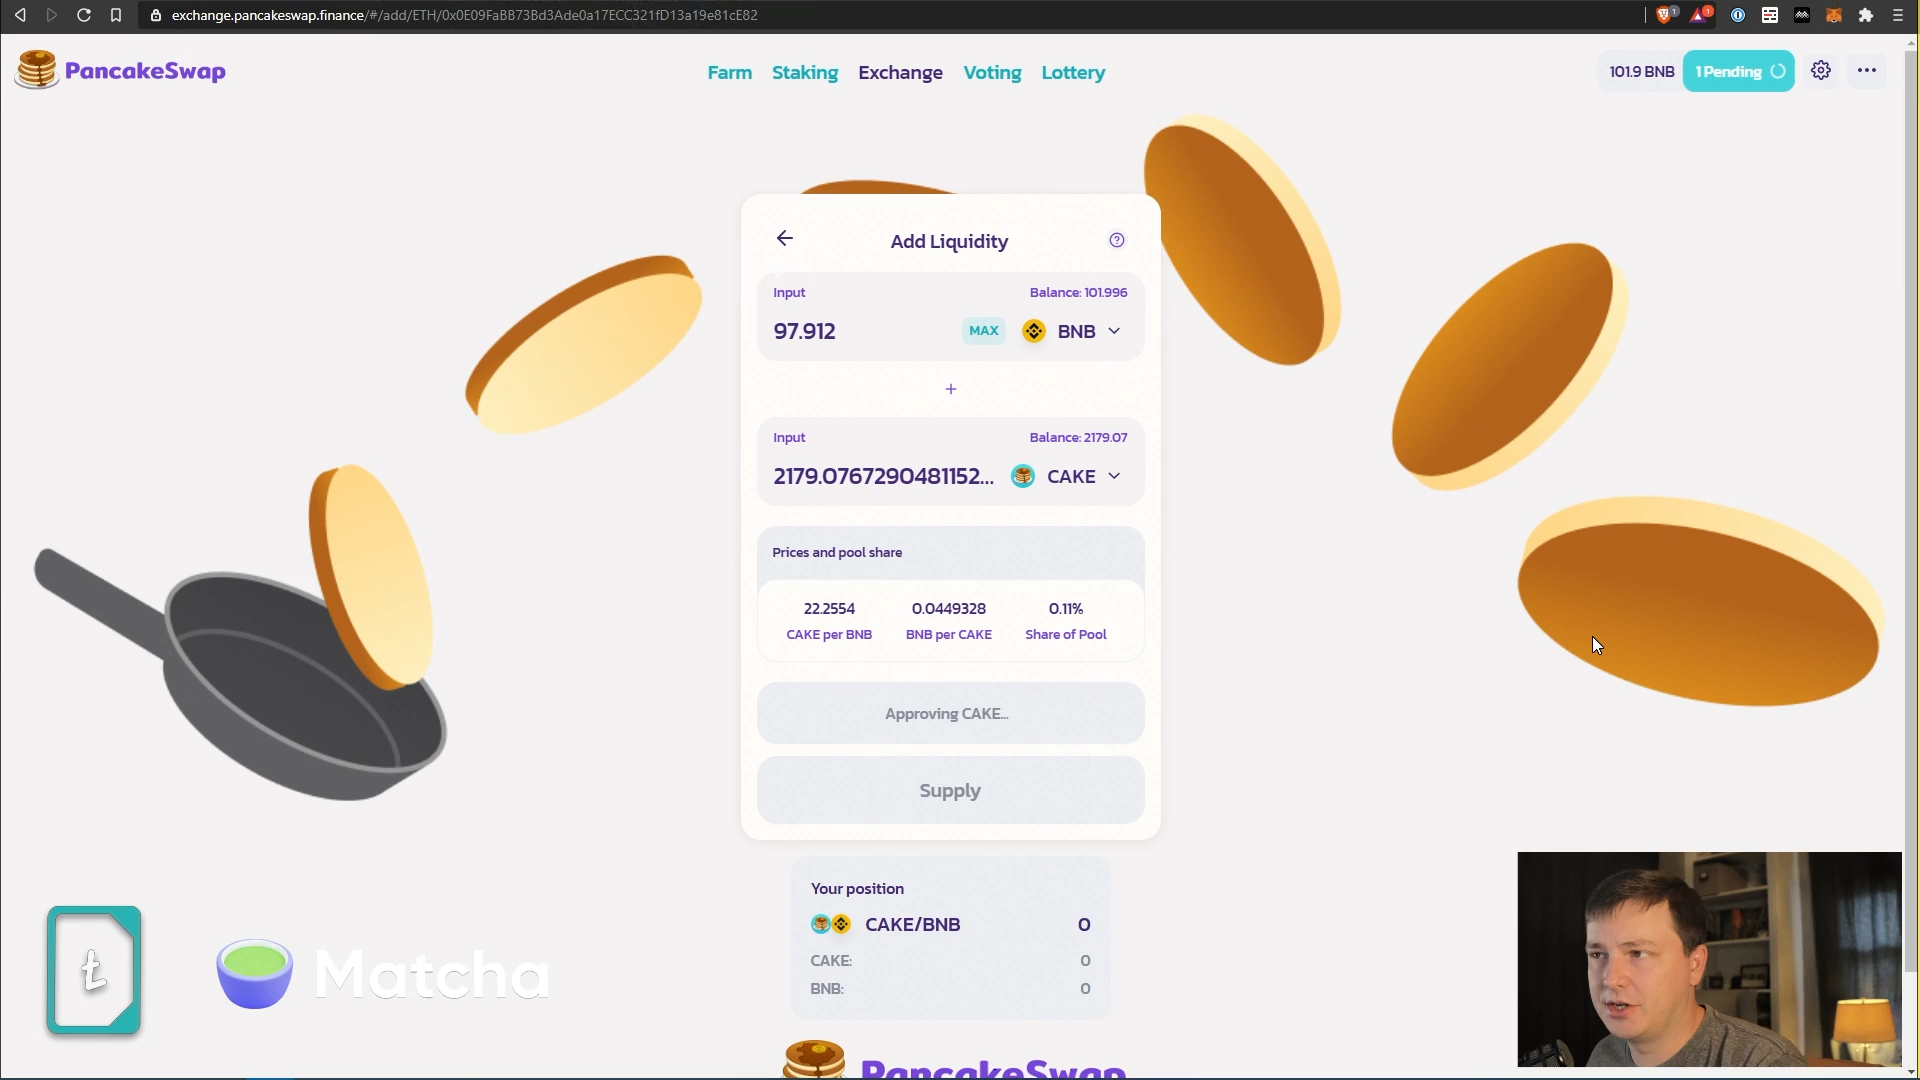 exchange.pancakeswap.finance/#/add/ETH/0x0E09FaBB73Bd3Ade0a17ECC321fD13a19e81cE82
1
1
PancakeSwap
Farm
Staking
Exchange
Voting
Lottery
101.9 BNB
1 Pending
Add Liquidity
?
Input
Balance: 101.996
97.912
MAX
BNB
+
Input
Balance: 2179.07
2179.0767290481152...
CAKE
Prices and pool share
22.2554
0.0449328
0.11%
CAKE per BNB
BNB per CAKE
Share of Pool
Approving CAKE...
Supply
Your position
CAKE/BNB
0
CAKE:
0
BNB:
0
Matcha
PancakeSwap